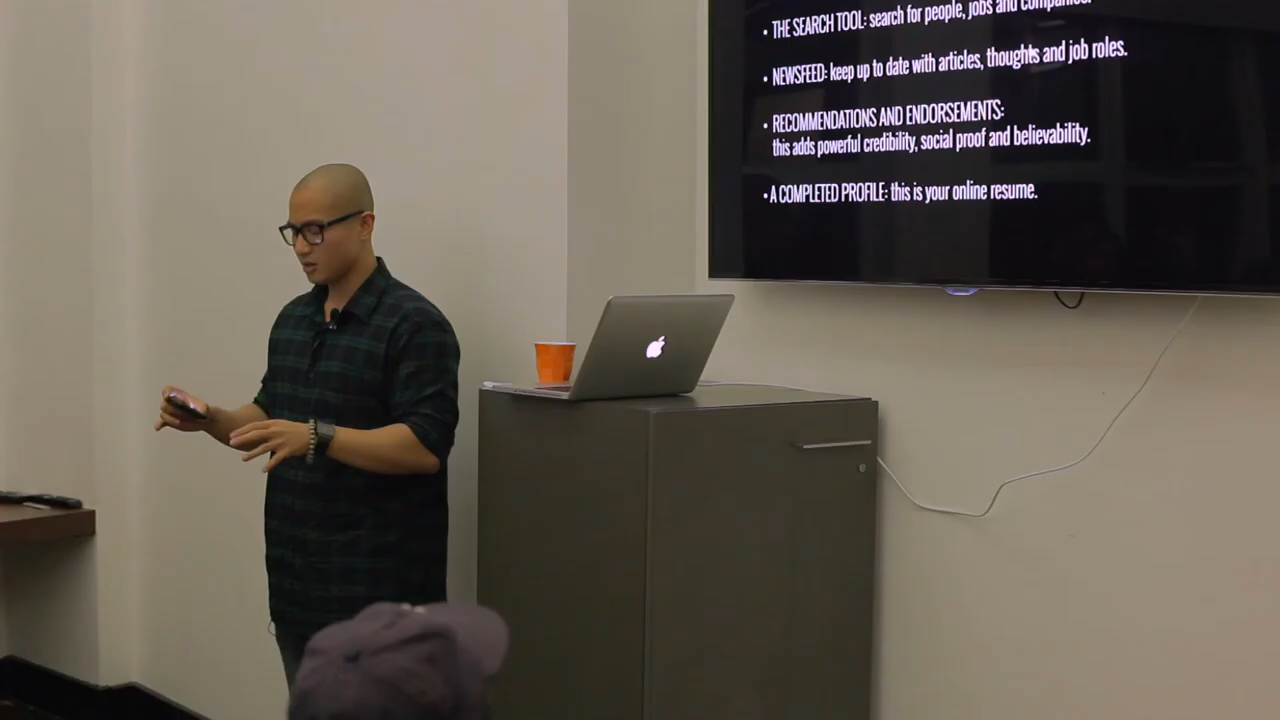 • THE SEARCH TOOL: search for people, jobs and companies.
• NEWSFEED: keep up to date with articles, thoughts and job roles.
• RECOMMENDATIONS AND ENDORSEMENTS:
this adds powerful credibility, social proof and believability.
• A COMPLETED PROFILE: this is your online resume.